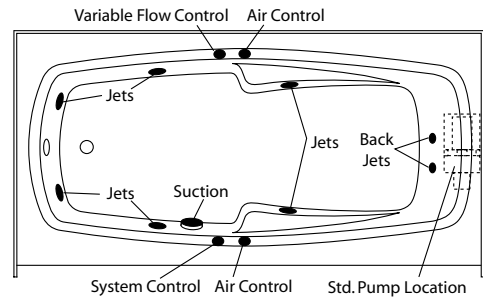 Variable Flow Control
Air Control
Jets
Jets
Back
Jets
Jets
Suction
System Control
Air Control
Std. Pump Location